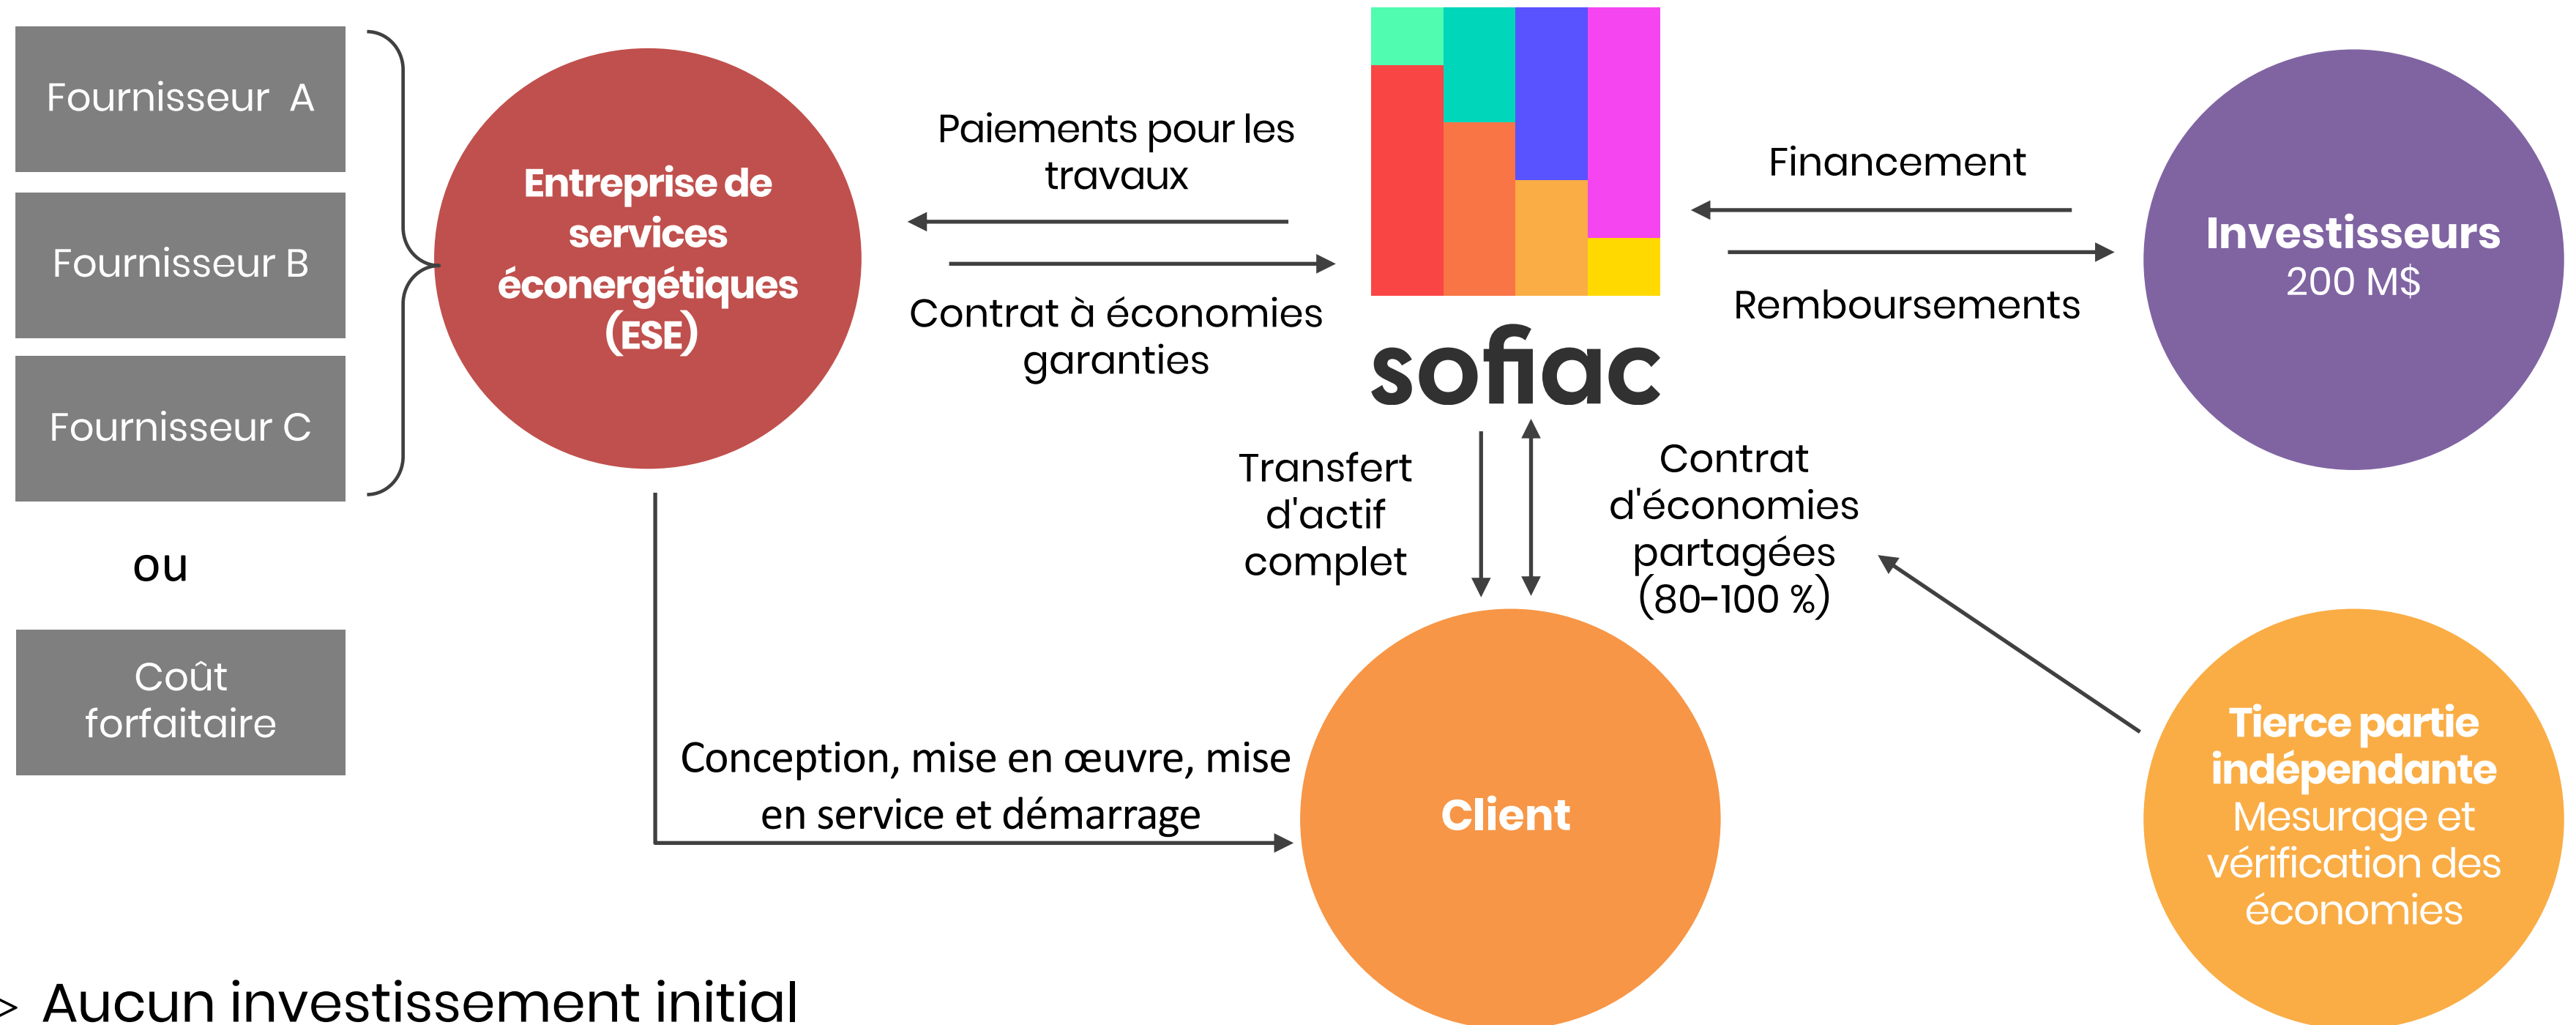 Fournisseur A
Fournisseur B
Fournisseur C
ou
Coût
forfaitaire
Entreprise de
services
éconergétiques
(ESE)
Paiements pour les
travaux
Contrat à économies
garanties
sofiac
Financement
Remboursements
Investisseurs
200 M$
Transfert
d'actif
complet
Contrat
d'économies
partagées
(80-100 %)
Conception, mise en œuvre, mise
en service et démarrage
Client
Tierce partie
indépendante
Mesurage et
vérification des
économies
> Aucun investissement initial